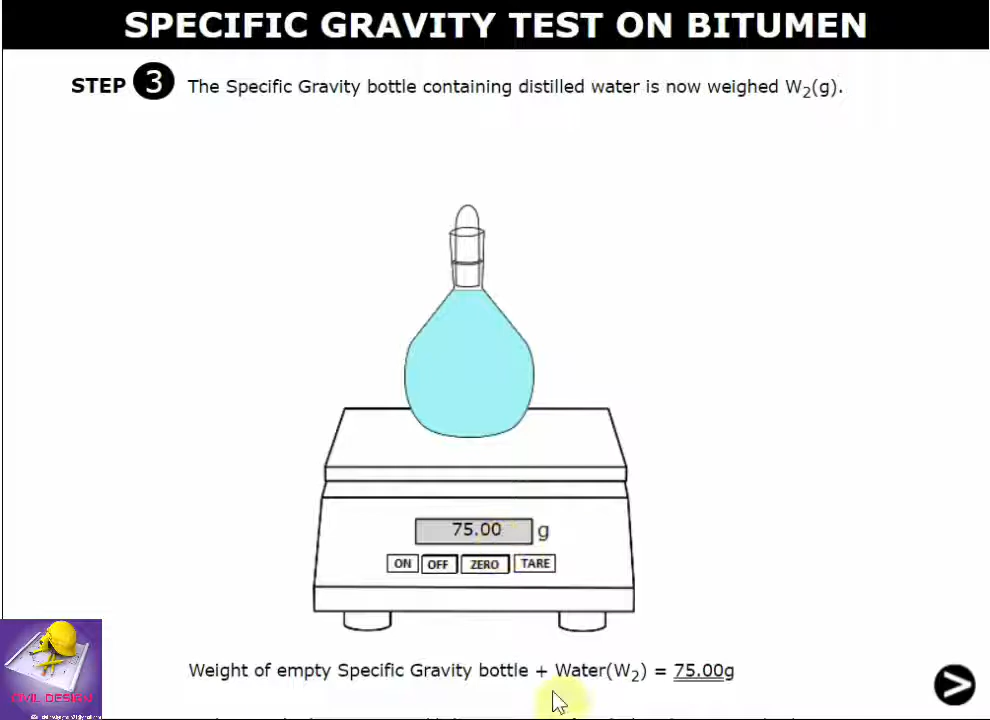 SPECIFIC GRAVITY TEST ON BITUMEN
STEP 3 The Specific Gravity bottle containing distilled water is now weighed W₂(g).
75.00 g
ON OFF ZERO TARE
Weight of empty Specific Gravity bottle + Water(W₂) = 75.00g
>
CIVIL DESIGN